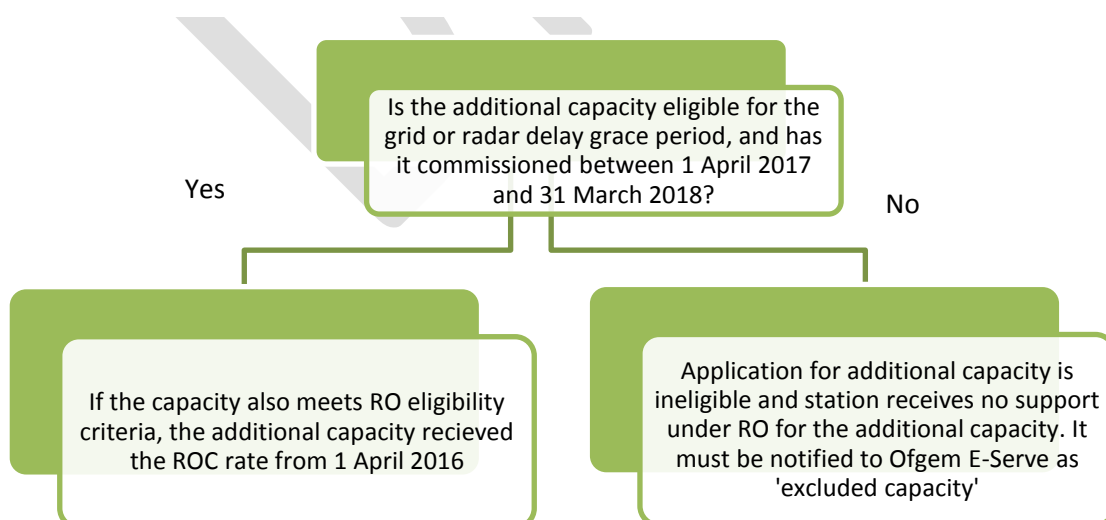 Is the additional capacity eligible for the
grid or radar delay grace period, and has
it commissioned between 1 April 2017
and 31 March 2018?
Yes
No
If the capacity also meets RO eligibility
criteria, the additional capacity recieved
the ROC rate from 1 April 2016
Application for additional capacity is
ineligible and station receives no support
under RO for the additional capacity. It
must be notified to Ofgem E-Serve as
'excluded capacity'